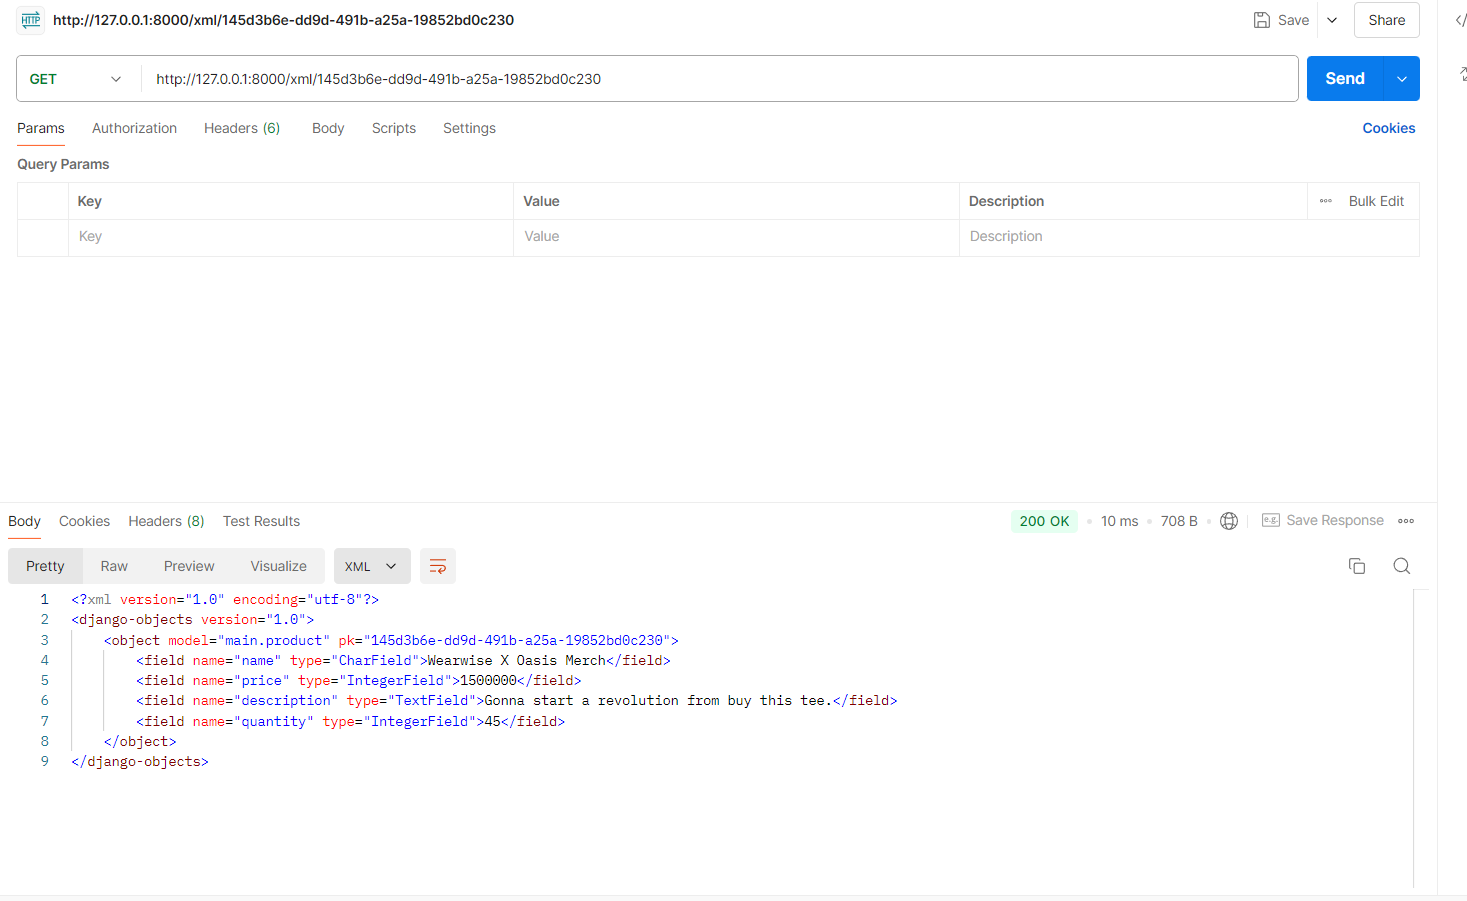 HTTP http://127.0.0.1:8000/xml/145d3b6e-dd9d-491b-a25a-19852bd0c230 Save Share
GET http://127.0.0.1:8000/xml/145d3b6e-dd9d-491b-a25a-19852bd0c230 Send
Params Authorization Headers (6) Body Scripts Settings Cookies
Query Params
Key Value Description Bulk Edit
Key Value Description
Body Cookies Headers (8) Test Results 200 OK 10 ms 708 B e.g. Save Response
Pretty Raw Preview Visualize XML
1 <?xml version="1.0" encoding="utf-8"?>
2 <django-objects version="1.0">
3 <object model="main.product" pk="145d3b6e-dd9d-491b-a25a-19852bd0c230">
4 <field name="name" type="CharField">Wearwise X Oasis Merch</field>
5 <field name="price" type="IntegerField">1500000</field>
6 <field name="description" type="TextField">Gonna start a revolution from buy this tee.</field>
7 <field name="quantity" type="IntegerField">45</field>
8 </object>
9 </django-objects>